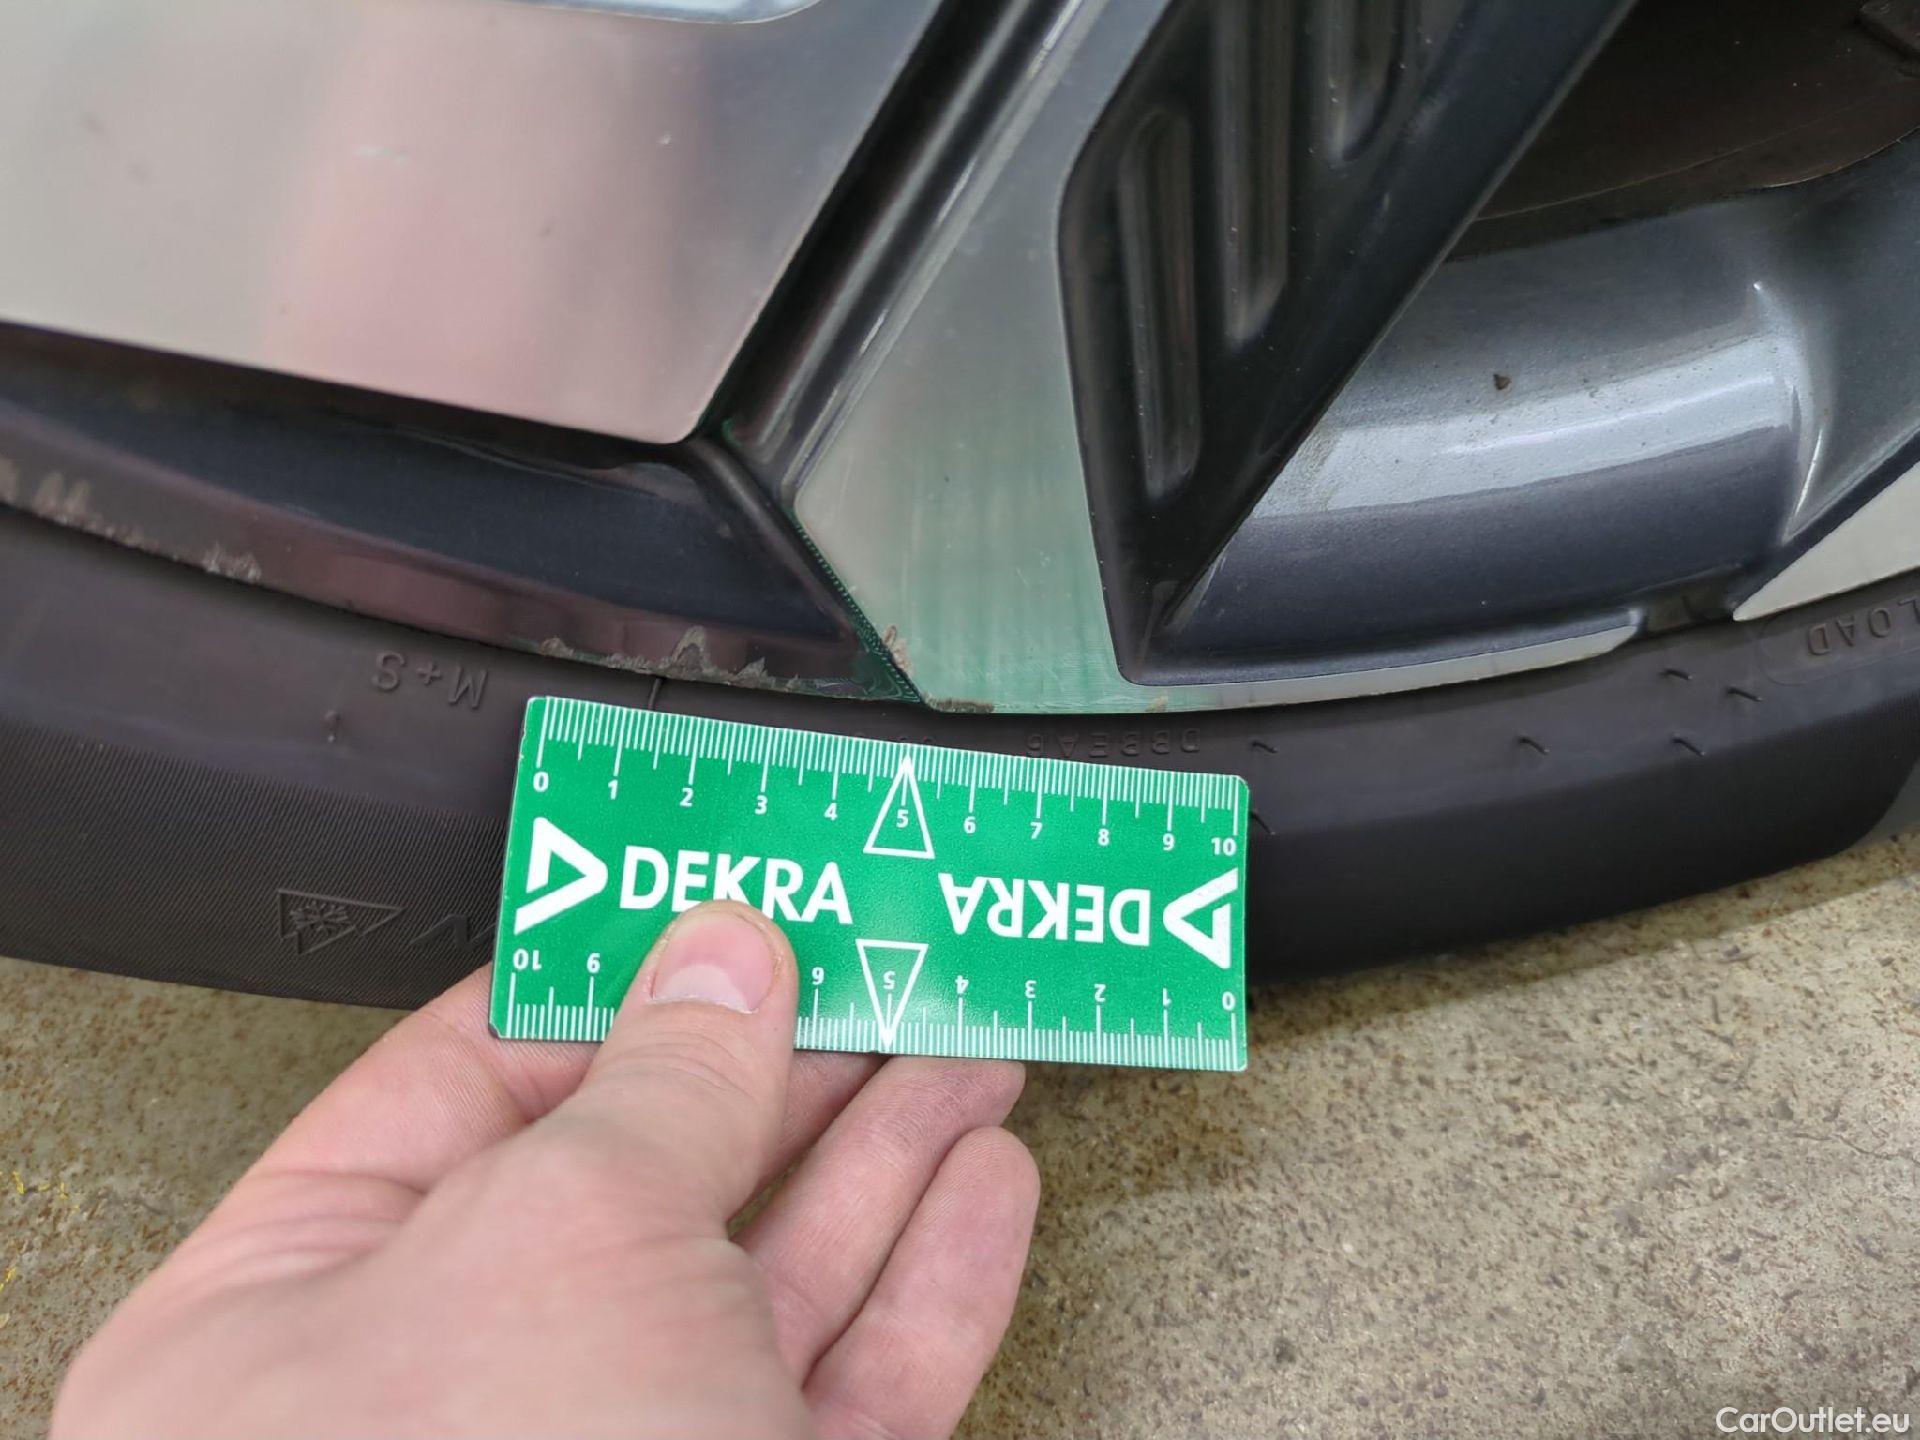 LOAD
M+S
DBBEA6
0 1 2 3 4 5 6 7 8 9 10
DEKRA DEKRA
10 9 6 5 4 3 2 1 0
CarOutlet.eu